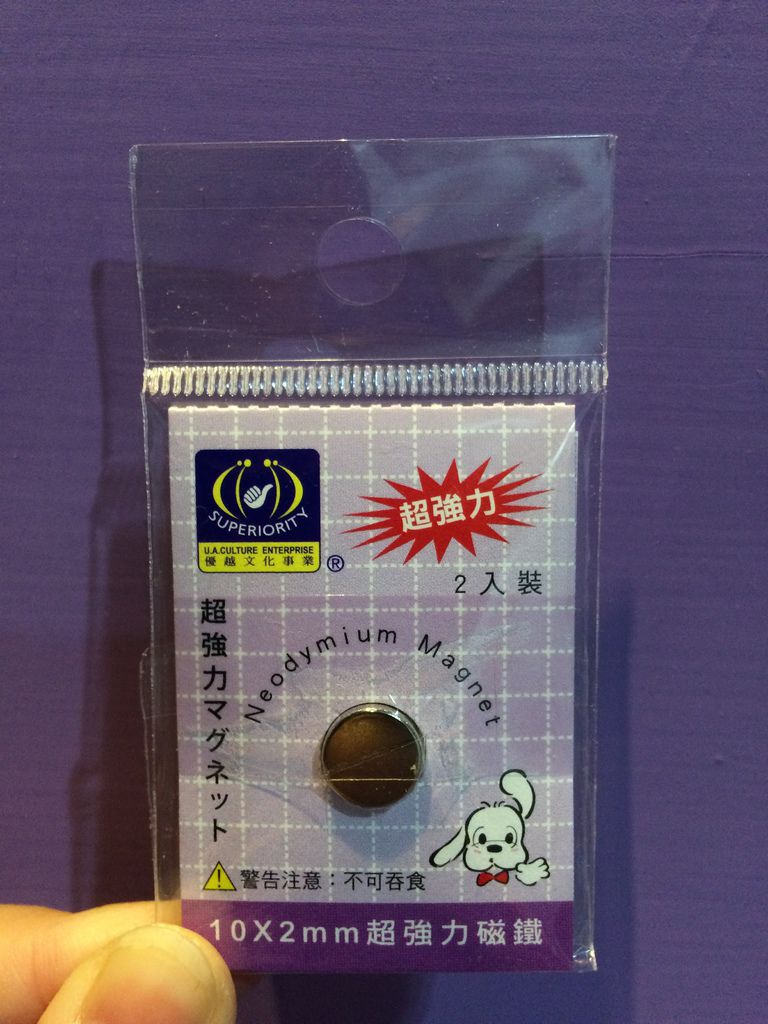 SUPERIORITY
U.A.CULTURE ENTERPRISE
優越文化事業
®
超強力
2入裝
超強力マグネット
Neodymium Magnet
警告注意：不可吞食
10X2mm超強力磁鐵